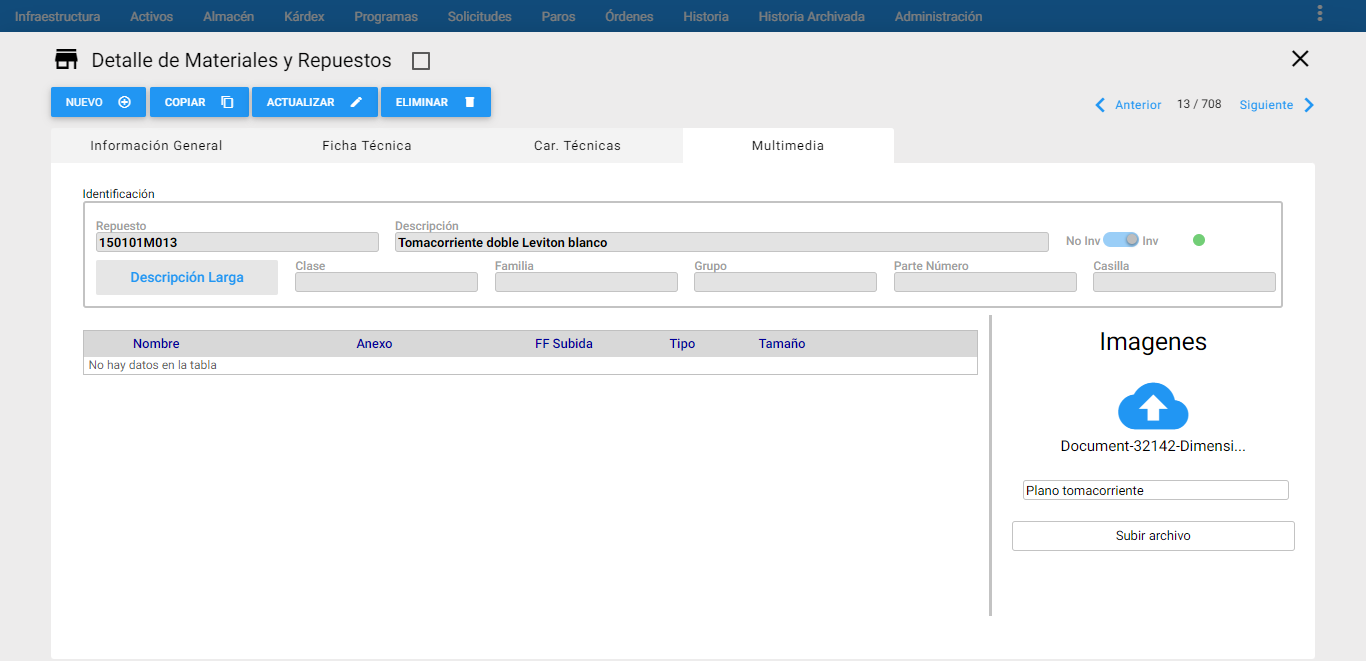 Infraestructura Activos Almacén Kárdex Programas Solicitudes Paros Órdenes Historia Historia Archivada Administración
Detalle de Materiales y Repuestos
NUEVO COPIAR ACTUALIZAR ELIMINAR
Anterior 13 / 708 Siguiente
Información General Ficha Técnica Car. Técnicas Multimedia
Identificación
Repuesto Descripción
150101M013 Tomacorriente doble Leviton blanco No Inv Inv
Descripción Larga Clase Familia Grupo Parte Número Casilla
Nombre Anexo FF Subida Tipo Tamaño
No hay datos en la tabla
Imagenes
Document-32142-Dimensi...
Plano tomacorriente
Subir archivo